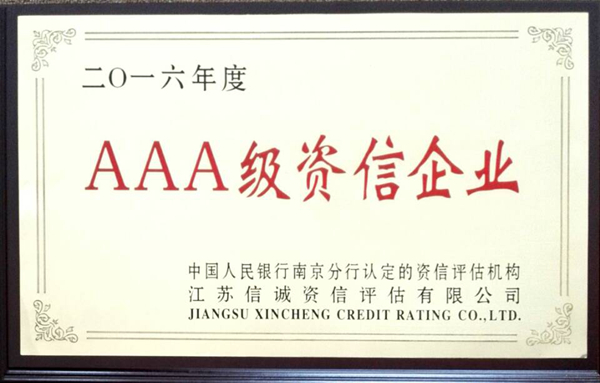 二〇一六年度
AAA级资信企业
中国人民银行南京分行认定的资信评估机构
江苏信诚资信评估有限公司
JIANGSU XINCHENG CREDIT RATING CO.,LTD.